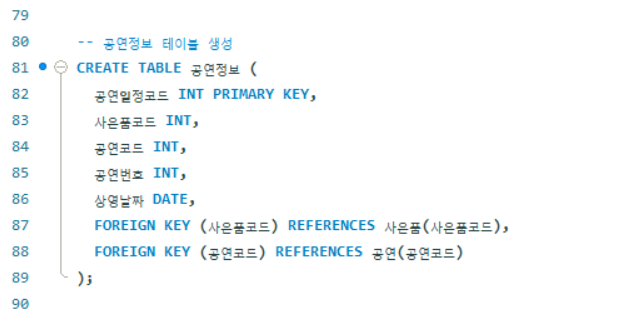 79
80 -- 공연정보 테이블 생성
81 CREATE TABLE 공연정보 (
82 공연일정코드 INT PRIMARY KEY,
83 사은품코드 INT,
84 공연코드 INT,
85 공연번호 INT,
86 상영날짜 DATE,
87 FOREIGN KEY (사은품코드) REFERENCES 사은품(사은품코드),
88 FOREIGN KEY (공연코드) REFERENCES 공연(공연코드)
89 );
90